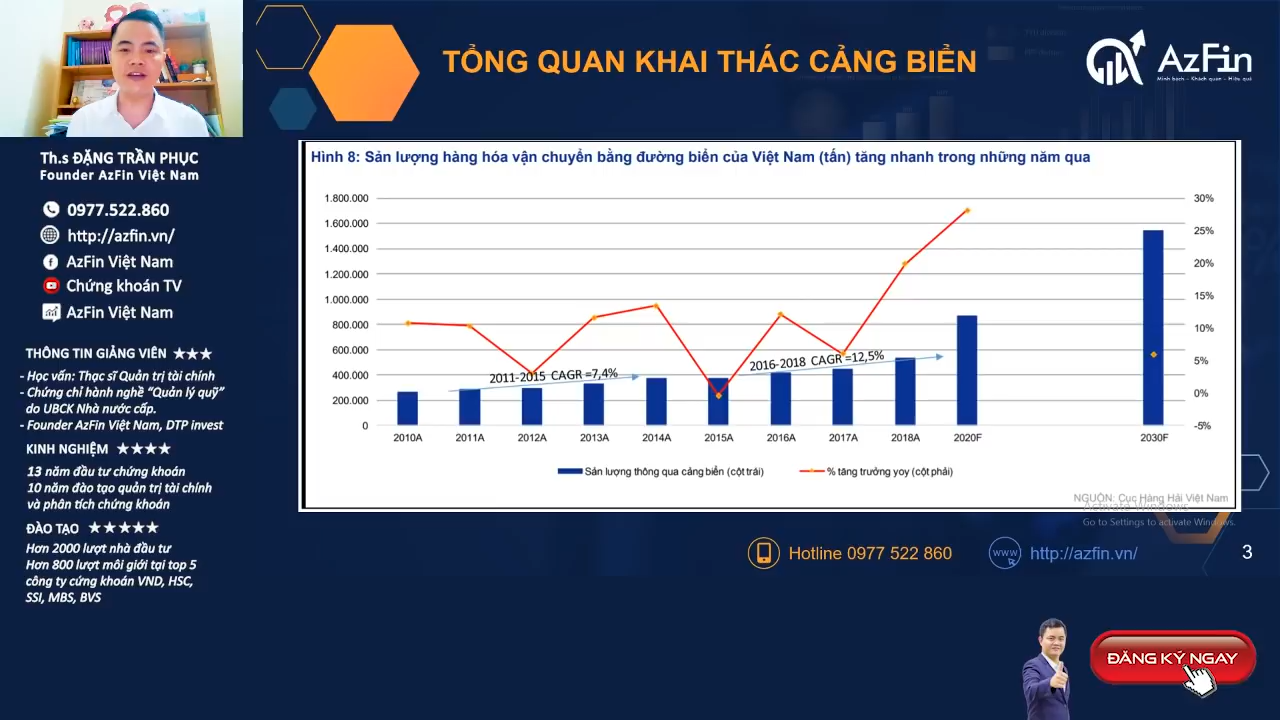 TỔNG QUAN KHAI THÁC CẢNG BIỂN
AzFin
Minh bạch - Khách quan - Hiệu quả
Th.s ĐẶNG TRẦN PHỤC
Founder AzFin Việt Nam
0977.522.860
http://azfin.vn/
AzFin Việt Nam
Chứng khoán TV
AzFin Việt Nam
THÔNG TIN GIẢNG VIÊN ★★★
- Học vấn: Thạc sĩ Quản trị tài chính
- Chứng chỉ hành nghề “Quản lý quỹ”
do UBCK Nhà nước cấp.
- Founder AzFin Việt Nam, DTP invest
KINH NGHIỆM ★★★★
13 năm đầu tư chứng khoán
10 năm đào tạo quản trị tài chính
và phân tích chứng khoán
ĐÀO TẠO ★★★★★
Hơn 2000 lượt nhà đầu tư
Hơn 800 lượt môi giới tại top 5
công ty cứng khoán VND, HSC,
SSI, MBS, BVS
Hình 8: Sản lượng hàng hóa vận chuyển bằng đường biển của Việt Nam (tấn) tăng nhanh trong những năm qua
1.800.000
1.600.000
1.400.000
1.200.000
1.000.000
800.000
600.000
400.000
200.000
0
30%
25%
20%
15%
10%
5%
0%
-5%
2011-2015 CAGR =7,4%
2016-2018 CAGR =12,5%
2010A 2011A 2012A 2013A 2014A 2015A 2016A 2017A 2018A 2020F 2030F
Sản lượng thông qua cảng biển (cột trái)
% tăng trưởng yoy (cột phải)
NGUỒN: Cục Hàng Hải Việt Nam
Activate Windows
Go to Settings to activate Windows.
Hotline 0977 522 860
www
http://azfin.vn/
3
ĐĂNG KÝ NGAY